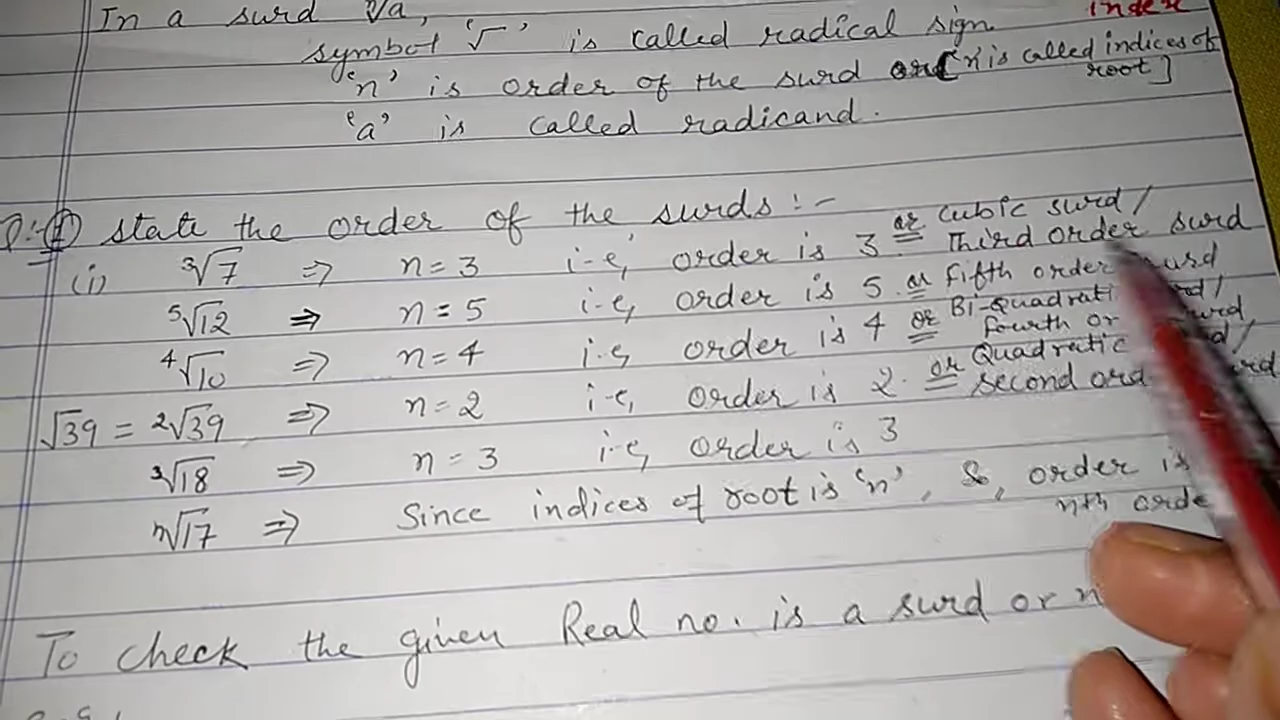 In a surd ⁿ√a, index
symbol '√‾' is called radical sign
'n' is order of the surd or [n is called indices of root]
'a' is called radicand.
Q:-(1) state the order of the surds :-
(i) ³√7 ⇒ n = 3 i-e, order is 3 or cubic surd / Third order surd
⁵√12 ⇒ n = 5 i-e, order is 5 or fifth order surd
⁴√10 ⇒ n = 4 i-e, order is 4 or Bi-Quadratic / fourth
√39 = ²√39 ⇒ n = 2 i-e, order is 2. or Quadratic / second
³√18 ⇒ n = 3 i-e, order is 3
ⁿ√17 ⇒ Since indices of root is 'n', So, order is nth
To check the given Real no. is a surd or